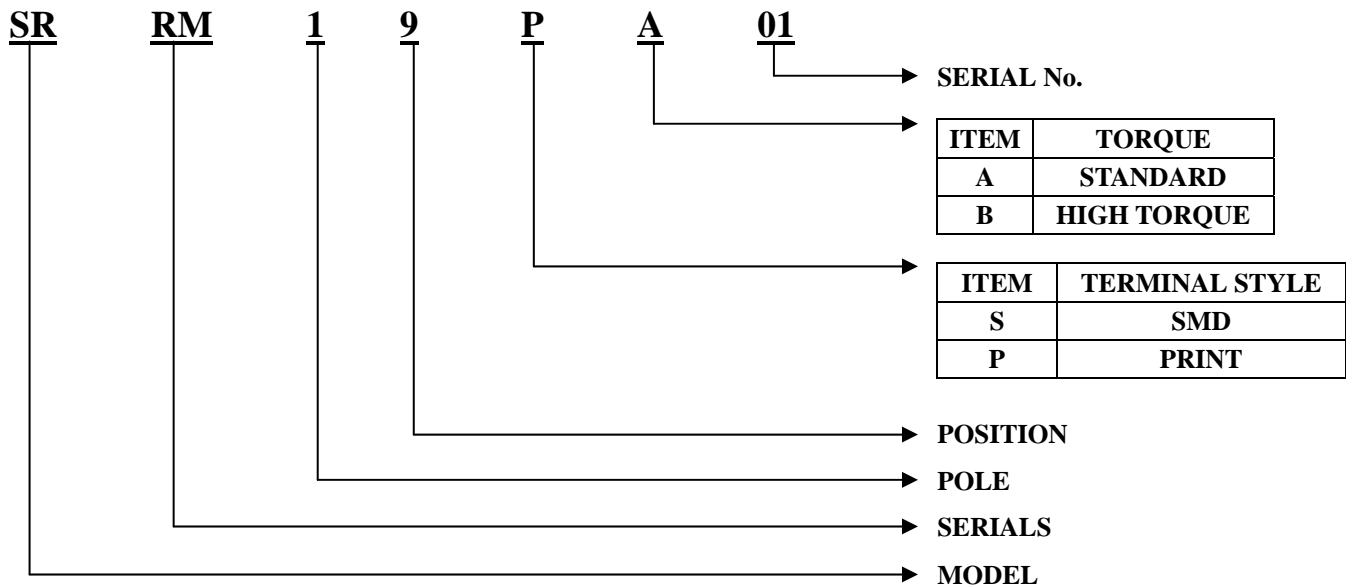 SR RM 1 9 P A 01
SERIAL No.
ITEM TORQUE
A STANDARD
B HIGH TORQUE
ITEM TERMINAL STYLE
S SMD
P PRINT
POSITION
POLE
SERIALS
MODEL